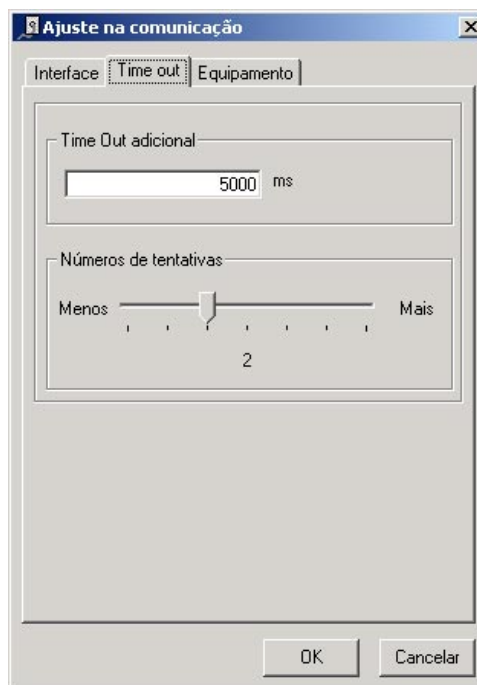 Ajuste na comunicação
Interface Time out Equipamento
Time Out adicional
5000 ms
Números de tentativas
Menos Mais
2
OK Cancelar